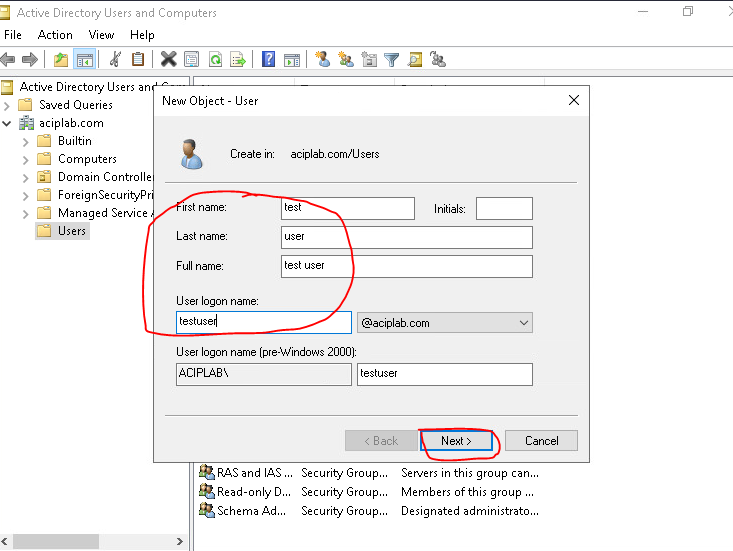 Active Directory Users and Computers
File Action View Help
Active Directory Users and Com
Saved Queries
aciplab.com
Builtin
Computers
Domain Controller
ForeignSecurityPri
Managed Service A
Users
New Object - User
Create in: aciplab.com/Users
First name: test Initials:
Last name: user
Full name: test user
User logon name:
testuser @aciplab.com
User logon name (pre-Windows 2000):
ACIPLAB\ testuser
< Back Next > Cancel
RAS and IAS ... Security Group... Servers in this group can...
Read-only D... Security Group... Members of this group ...
Schema Ad... Security Group... Designated administrato...